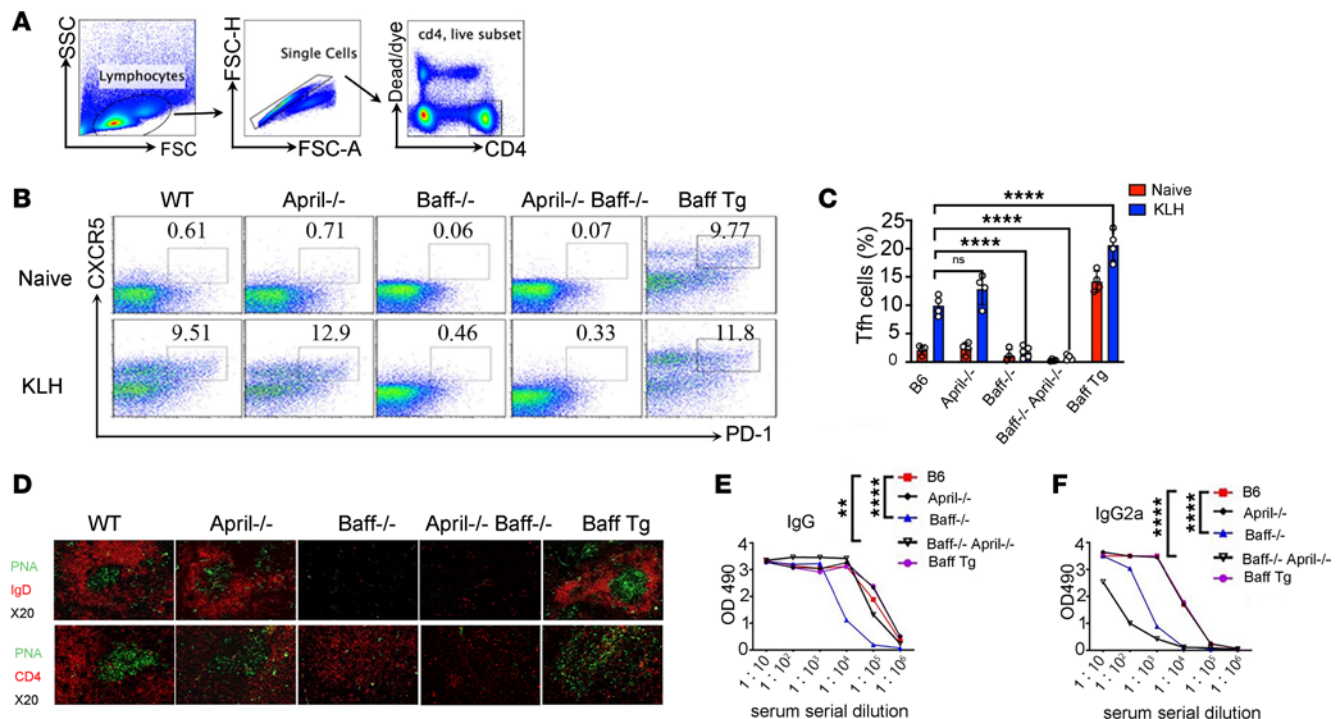 A
SSC
Lymphocytes
FSC
FSC-H
Single Cells
FSC-A
Dead/dye
cd4, live subset
CD4
B
WT April-/- Baff-/- April-/- Baff-/- Baff Tg
CXCR5
Naive
0.61 0.71 0.06 0.07 9.77
KLH
9.51 12.9 0.46 0.33 11.8
PD-1
C
Naive
KLH
****
****
****
ns
Tfh cells (%)
25
20
15
10
5
0
B6
April-/-
Baff-/-
Baff-/- April-/-
Baff Tg
D
WT April-/- Baff-/- April-/- Baff-/- Baff Tg
PNA
IgD
X20
PNA
CD4
X20
E
IgG
**
****
B6
April-/-
Baff-/-
Baff-/- April-/-
Baff Tg
OD 490
4
3
2
1
0
1:10
1:10²
1:10³
1:10⁴
1:10⁵
1:10⁶
serum serial dilution
F
IgG2a
****
****
B6
April-/-
Baff-/-
Baff-/- April-/-
Baff Tg
OD490
4
3
2
1
0
1:10
1:10²
1:10³
1:10⁴
1:10⁵
1:10⁶
serum serial dilution